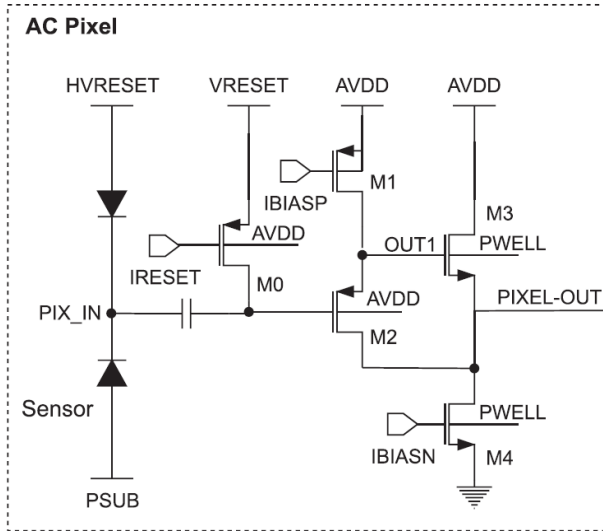 AC Pixel
HVRESET
VRESET
AVDD
AVDD
M1
IBIASP
M3
AVDD
OUT1
PWELL
IRESET
M0
AVDD
PIX_IN
PIXEL-OUT
M2
Sensor
PWELL
IBIASN
M4
PSUB